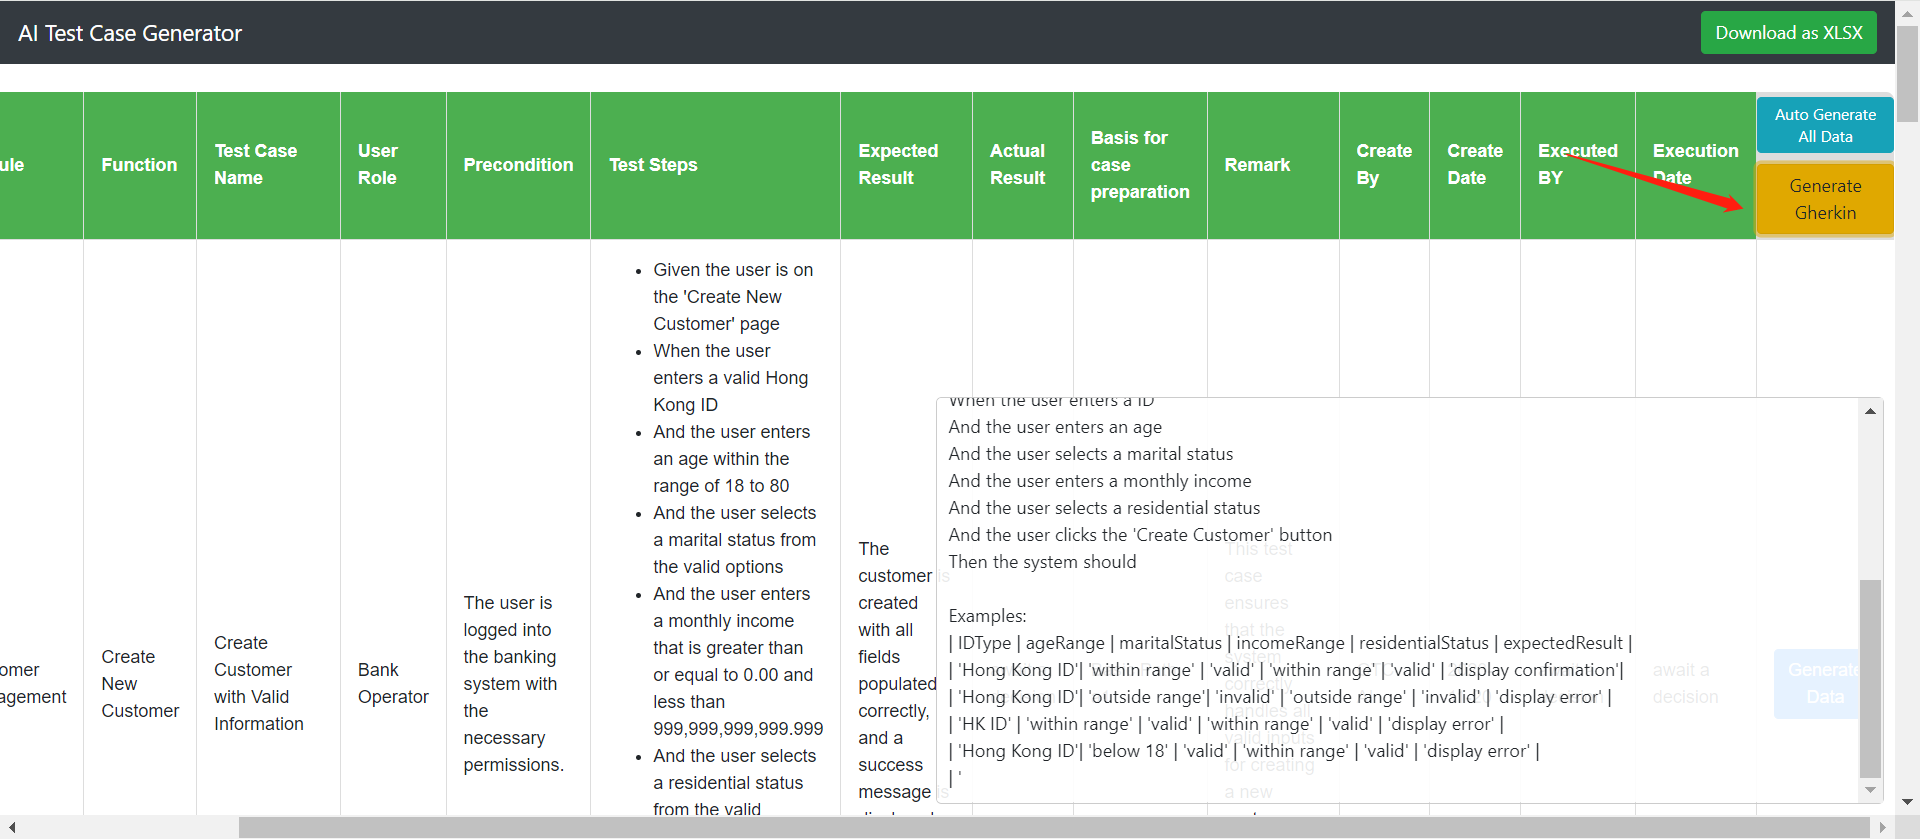 AI Test Case Generator
Download as XLSX
ule
Function
Test Case
Name
User
Role
Precondition
Test Steps
Expected
Result
Actual
Result
Basis for
case
preparation
Remark
Create
By
Create
Date
Executed
BY
Execution
Date
Auto Generate
All Data
Generate
Gherkin
omer
agement
Create
New
Customer
Create
Customer
with Valid
Information
Bank
Operator
The user is
logged into
the banking
system with
the
necessary
permissions.
Given the user is on
the 'Create New
Customer' page
When the user
enters a valid Hong
Kong ID
And the user enters
an age within the
range of 18 to 80
And the user selects
a marital status from
the valid options
And the user enters
a monthly income
that is greater than
or equal to 0.00 and
less than
999,999,999,999.999
And the user selects
a residential status
from the valid
The
customer is
created
with all
fields
populated
correctly,
and a
success
message is
When the user enters a ID
And the user enters an age
And the user selects a marital status
And the user enters a monthly income
And the user selects a residential status
And the user clicks the 'Create Customer' button
Then the system should
Examples:
| IDType | ageRange | maritalStatus | incomeRange | residentialStatus | expectedResult |
| 'Hong Kong ID'| 'within range' | 'valid' | 'within range' | 'valid' | 'display confirmation'|
| 'Hong Kong ID'| 'outside range'| 'invalid' | 'outside range' | 'invalid' | 'display error' |
| 'HK ID' | 'within range' | 'valid' | 'within range' | 'valid' | 'display error' |
| 'Hong Kong ID'| 'below 18' | 'valid' | 'within range' | 'valid' | 'display error' |
| '
This test
case
ensures
that the
system
correctly
handles all
valid inputs
for creating
a new
await a
decision
Generate
Data